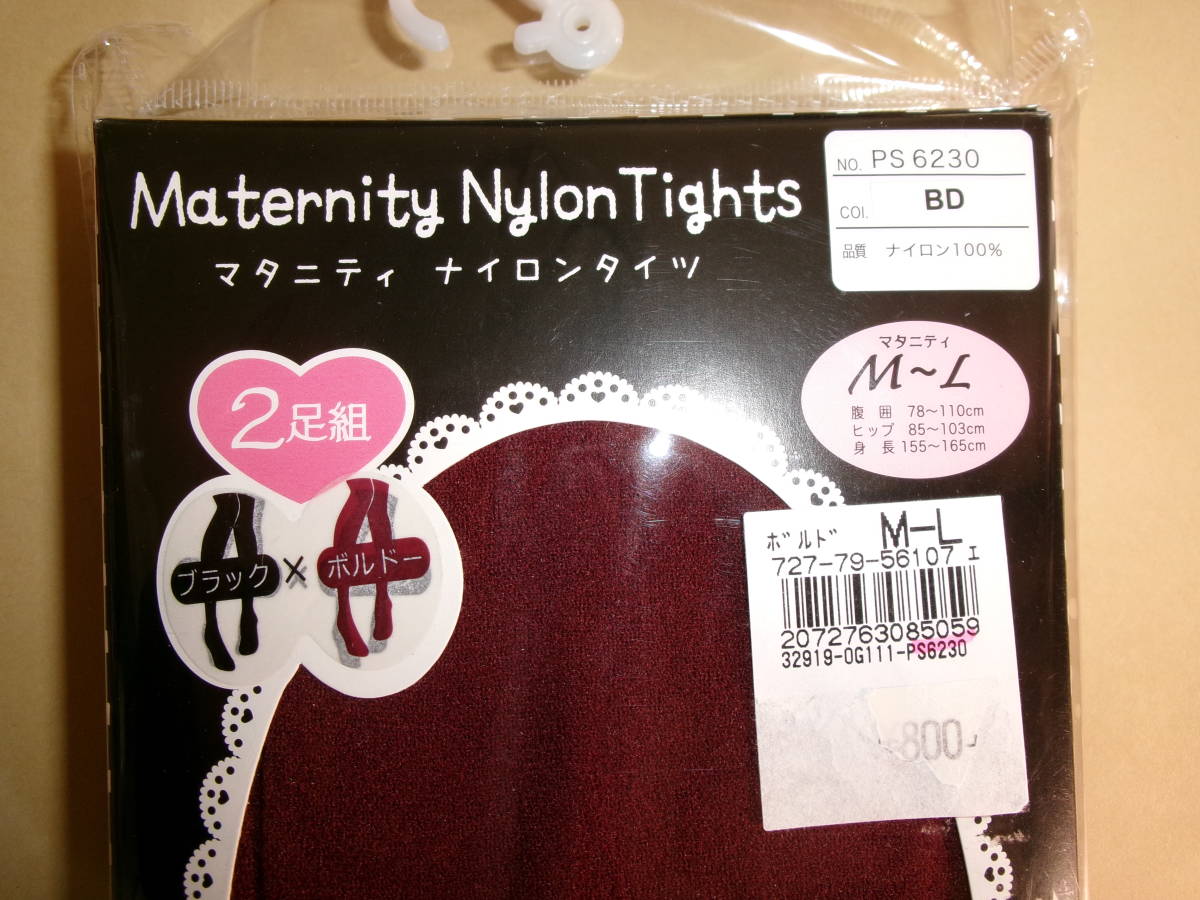 Maternity Nylon Tights
マタニティ ナイロンタイツ
NO. PS 6230
COl. BD
品質 ナイロン100%
マタニティ
M~L
腹囲 78~110cm
ヒップ 85~103cm
身長 155~165cm
2足組
ブラック × ボルドー
ボルド M-L
727-79-56107 エ
2072763085059
32919-0G111-PS6230
800